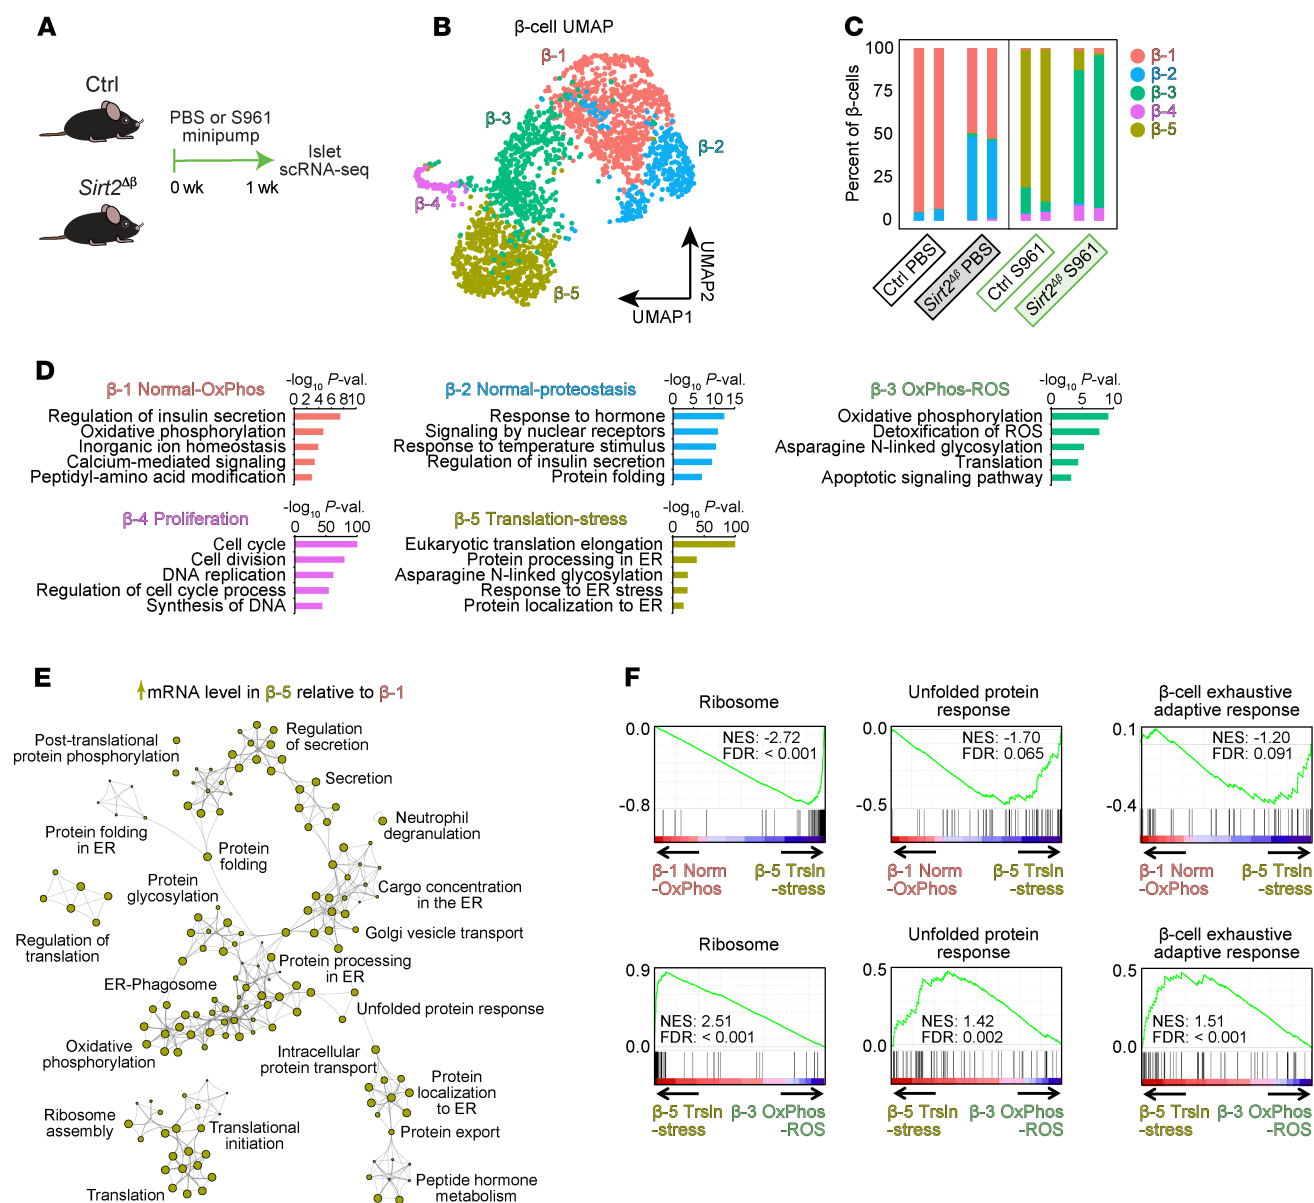 A
Ctrl
PBS or S961
minipump
0 wk
1 wk
Islet
scRNA-seq
Sirt2Δβ
B
β-cell UMAP
β-1
β-2
β-3
β-4
β-5
UMAP1
UMAP2
C
Percent of β-cells
100
75
50
25
0
β-1
β-2
β-3
β-4
β-5
Ctrl PBS
Sirt2Δβ PBS
Ctrl S961
Sirt2Δβ S961
D
β-1 Normal-OxPhos
-log10 P-val.
0 2 4 6 8 10
Regulation of insulin secretion
Oxidative phosphorylation
Inorganic ion homeostasis
Calcium-mediated signaling
Peptidyl-amino acid modification
β-2 Normal-proteostasis
-log10 P-val.
0 5 10 15
Response to hormone
Signaling by nuclear receptors
Response to temperature stimulus
Regulation of insulin secretion
Protein folding
β-3 OxPhos-ROS
-log10 P-val.
0 5 10
Oxidative phosphorylation
Detoxification of ROS
Asparagine N-linked glycosylation
Translation
Apoptotic signaling pathway
β-4 Proliferation
-log10 P-val.
0 50 100
Cell cycle
Cell division
DNA replication
Regulation of cell cycle process
Synthesis of DNA
β-5 Translation-stress
-log10 P-val.
0 50 100
Eukaryotic translation elongation
Protein processing in ER
Asparagine N-linked glycosylation
Response to ER stress
Protein localization to ER
E
mRNA level in β-5 relative to β-1
Post-translational
protein phosphorylation
Regulation
of secretion
Secretion
Neutrophil
degranulation
Protein folding
in ER
Protein
folding
Protein
glycosylation
Cargo concentration
in the ER
Golgi vesicle transport
Regulation of
translation
Protein processing
in ER
ER-Phagosome
Unfolded protein response
Oxidative
phosphorylation
Intracellular
protein transport
Protein
localization
to ER
Ribosome
assembly
Translational
initiation
Protein export
Peptide hormone
metabolism
Translation
F
Ribosome
0.0
-0.8
NES: -2.72
FDR: < 0.001
β-1 Norm
-OxPhos
β-5 Trsln
-stress
Unfolded protein
response
0.0
-0.5
NES: -1.70
FDR: 0.065
β-1 Norm
-OxPhos
β-5 Trsln
-stress
β-cell exhaustive
adaptive response
0.1
-0.4
NES: -1.20
FDR: 0.091
β-1 Norm
-OxPhos
β-5 Trsln
-stress
Ribosome
0.9
0.0
NES: 2.51
FDR: < 0.001
β-5 Trsln
-stress
β-3 OxPhos
-ROS
Unfolded protein
response
0.5
0.0
NES: 1.42
FDR: 0.002
β-5 Trsln
-stress
β-3 OxPhos
-ROS
β-cell exhaustive
adaptive response
0.5
0.0
NES: 1.51
FDR: < 0.001
β-5 Trsln
-stress
β-3 OxPhos
-ROS